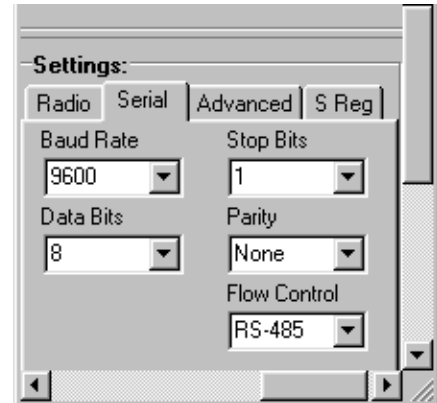 Settings:
Radio Serial Advanced S Reg
Baud Rate Stop Bits
9600 1
Data Bits Parity
8 None
Flow Control
RS-485